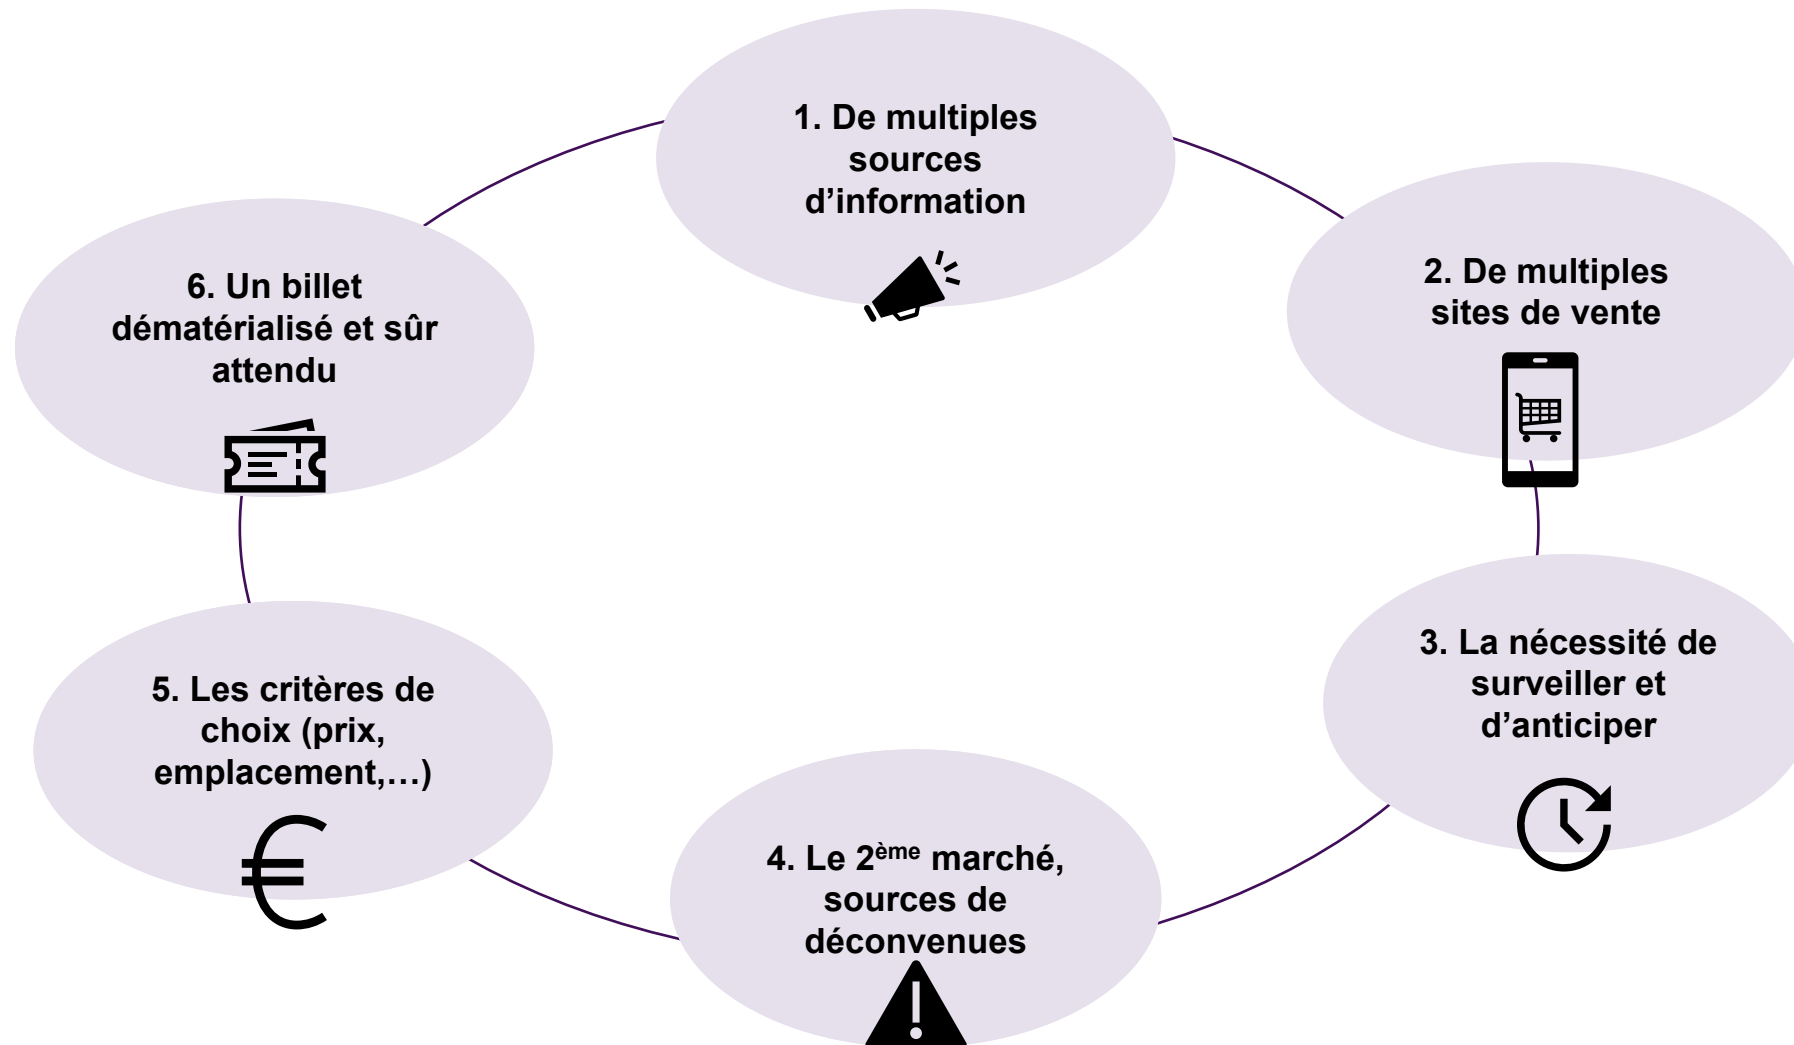 1. De multiples
sources
d’information
2. De multiples
sites de vente
3. La nécessité de
surveiller et
d’anticiper
4. Le 2ème marché,
sources de
déconvenues
5. Les critères de
choix (prix,
emplacement,…)
6. Un billet
dématérialisé et sûr
attendu